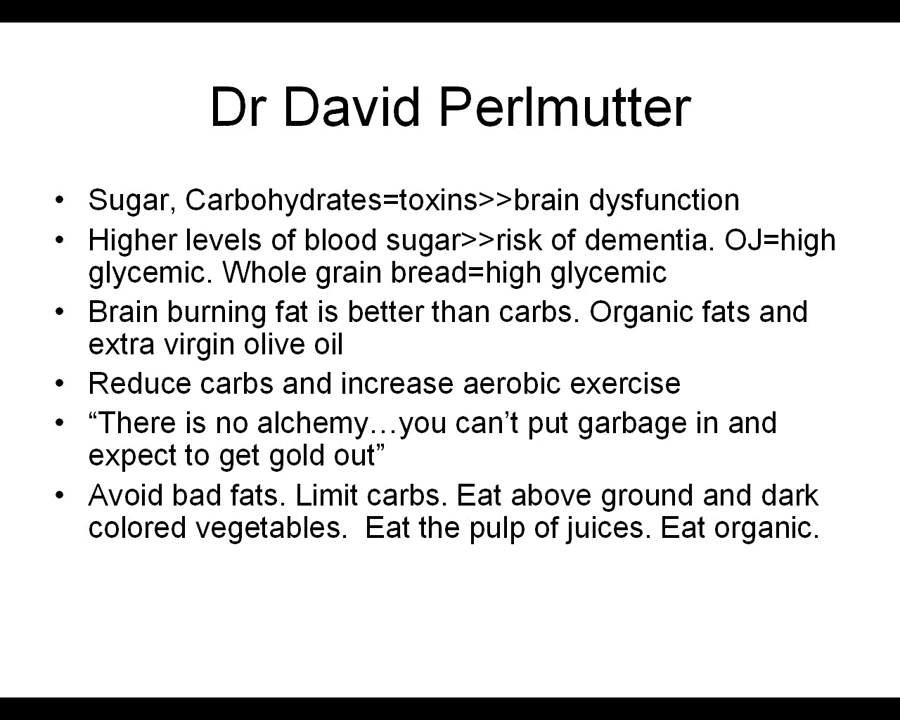 Dr David Perlmutter
• Sugar, Carbohydrates=toxins>>brain dysfunction
• Higher levels of blood sugar>>risk of dementia. OJ=high
glycemic. Whole grain bread=high glycemic
• Brain burning fat is better than carbs. Organic fats and
extra virgin olive oil
• Reduce carbs and increase aerobic exercise
• “There is no alchemy…you can’t put garbage in and
expect to get gold out”
• Avoid bad fats. Limit carbs. Eat above ground and dark
colored vegetables.  Eat the pulp of juices. Eat organic.